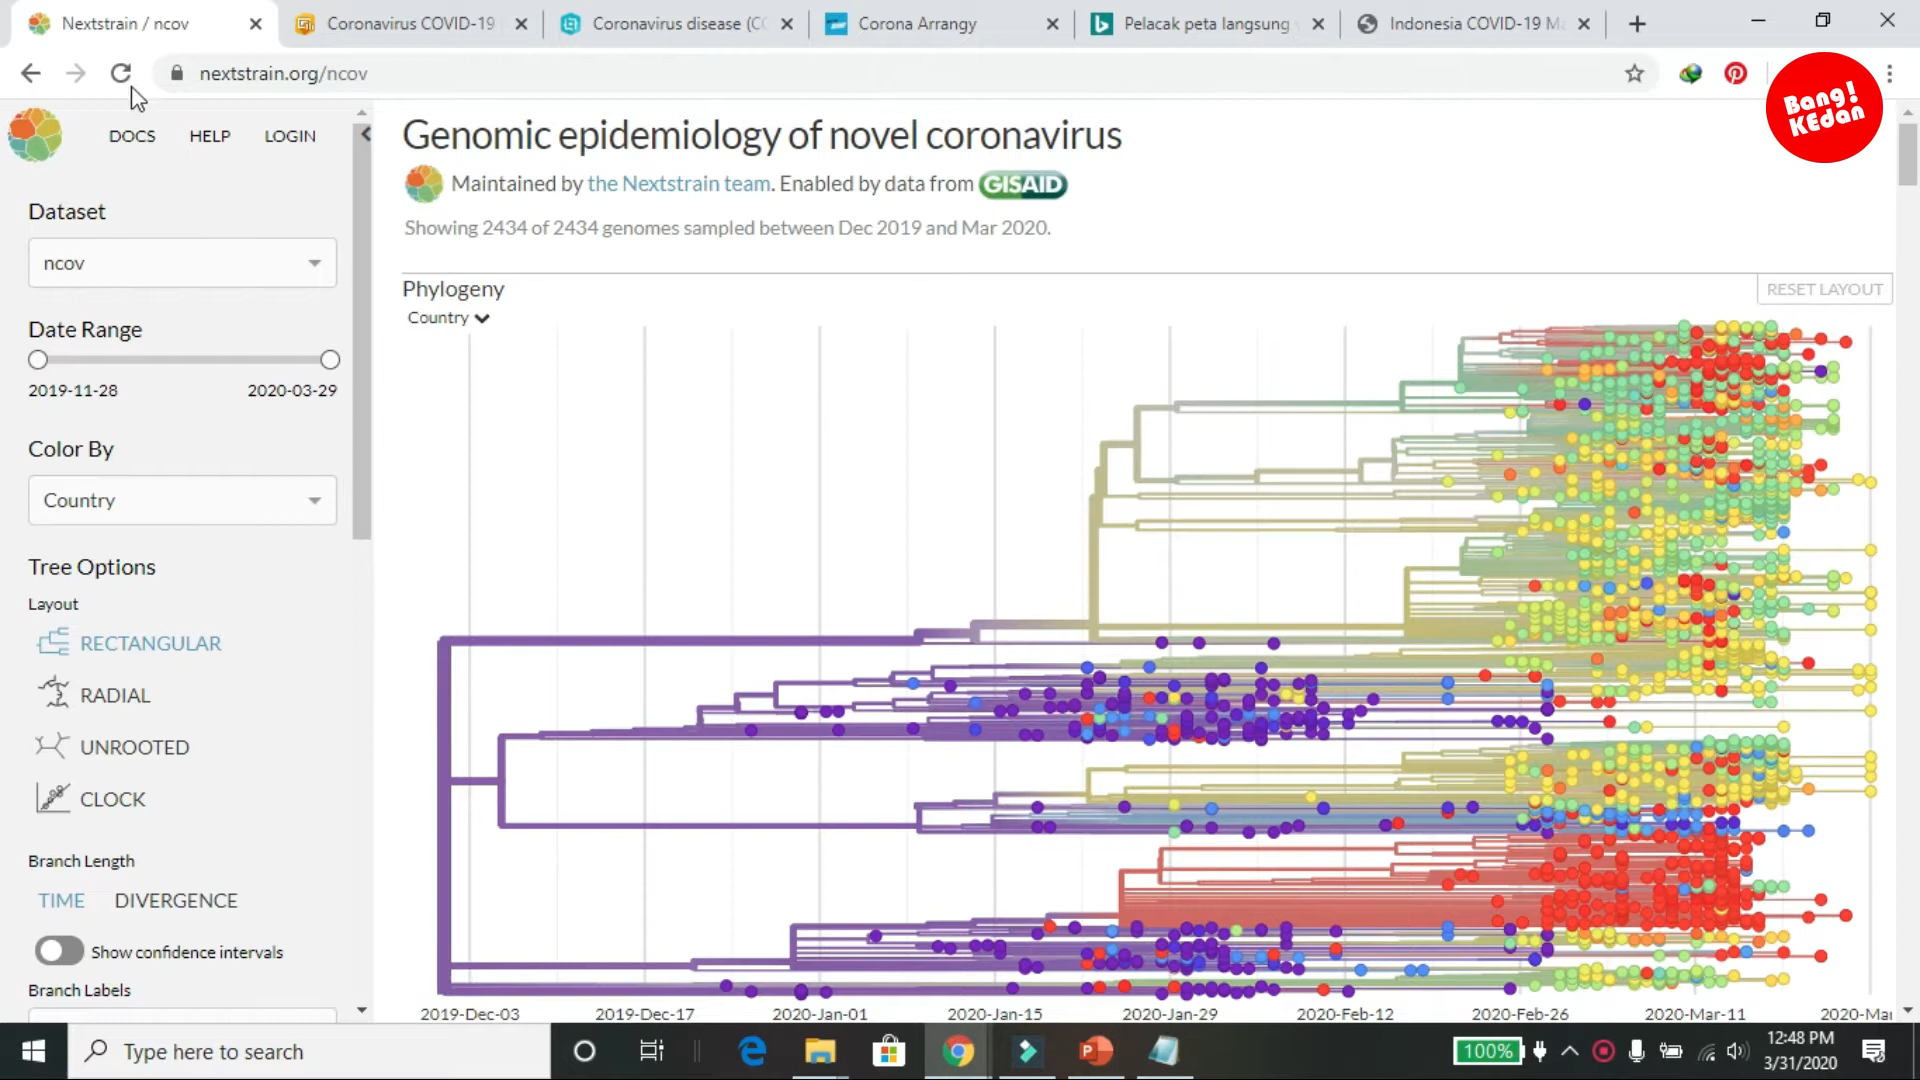 Nextstrain / ncov
Coronavirus COVID-19
Coronavirus disease (CO
Corona Arrangy
Pelacak peta langsung
Indonesia COVID-19 Ma
nextstrain.org/ncov
Bang!
KEdan
DOCS HELP LOGIN
Genomic epidemiology of novel coronavirus
Maintained by the Nextstrain team. Enabled by data from GISAID
Showing 2434 of 2434 genomes sampled between Dec 2019 and Mar 2020.
Dataset
ncov
Date Range
2019-11-28 2020-03-29
Color By
Country
Tree Options
Layout
RECTANGULAR
RADIAL
UNROOTED
CLOCK
Branch Length
TIME DIVERGENCE
Show confidence intervals
Branch Labels
Phylogeny
RESET LAYOUT
Country
2019-Dec-03 2019-Dec-17 2020-Jan-01 2020-Jan-15 2020-Jan-29 2020-Feb-12 2020-Feb-26 2020-Mar-11 2020-Mar
Type here to search
100%
12:48 PM
3/31/2020